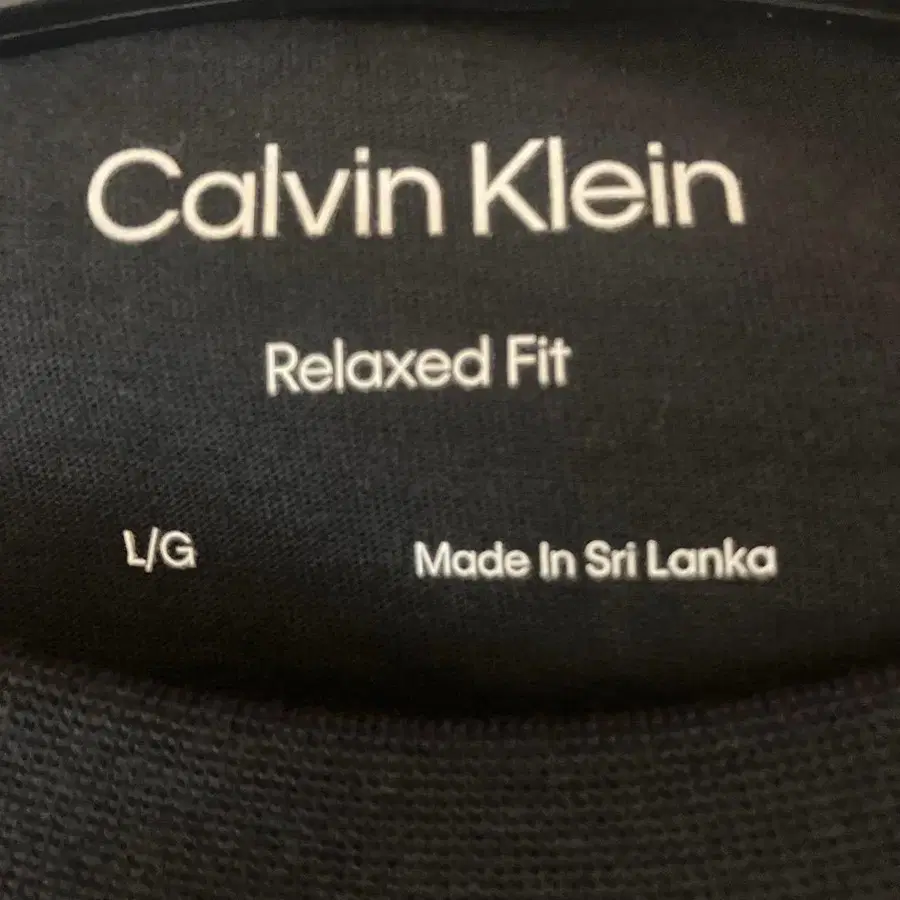 Calvin Klein
Relaxed Fit
L/G Made In Sri Lanka